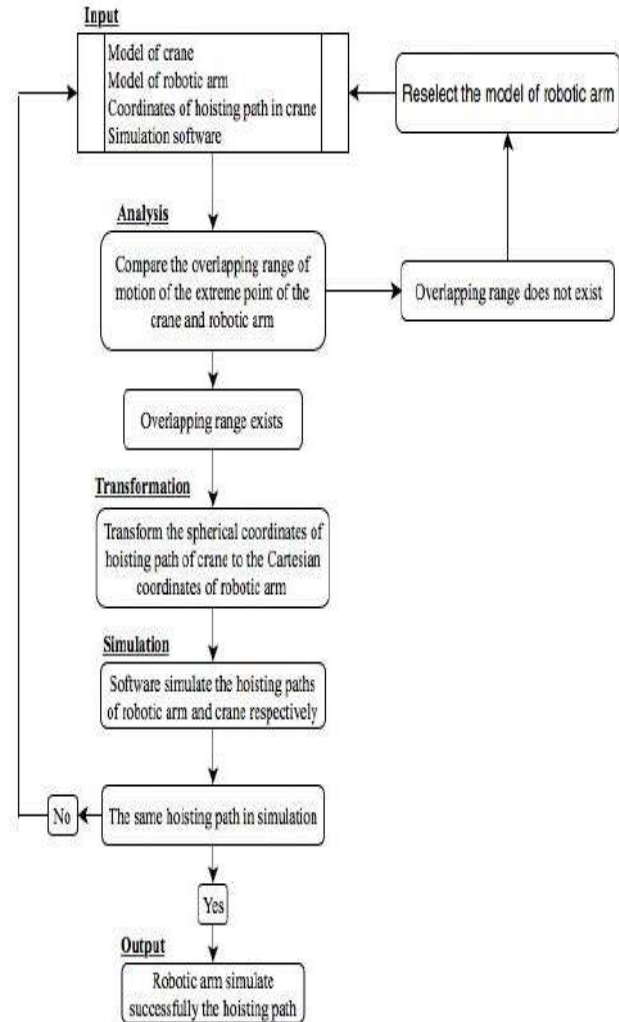 Input
Model of crane
Model of robotic arm
Coordinates of hoisting path in crane
Simulation software
Reselect the model of robotic arm
Analysis
Compare the overlapping range of
motion of the extreme point of the
crane and robotic arm
Overlapping range does not exist
Overlapping range exists
Transformation
Transform the spherical coordinates of
hoisting path of crane to the Cartesian
coordinates of robotic arm
Simulation
Software simulate the hoisting paths
of robotic arm and crane respectively
No
The same hoisting path in simulation
Yes
Output
Robotic arm simulate
successfully the hoisting path